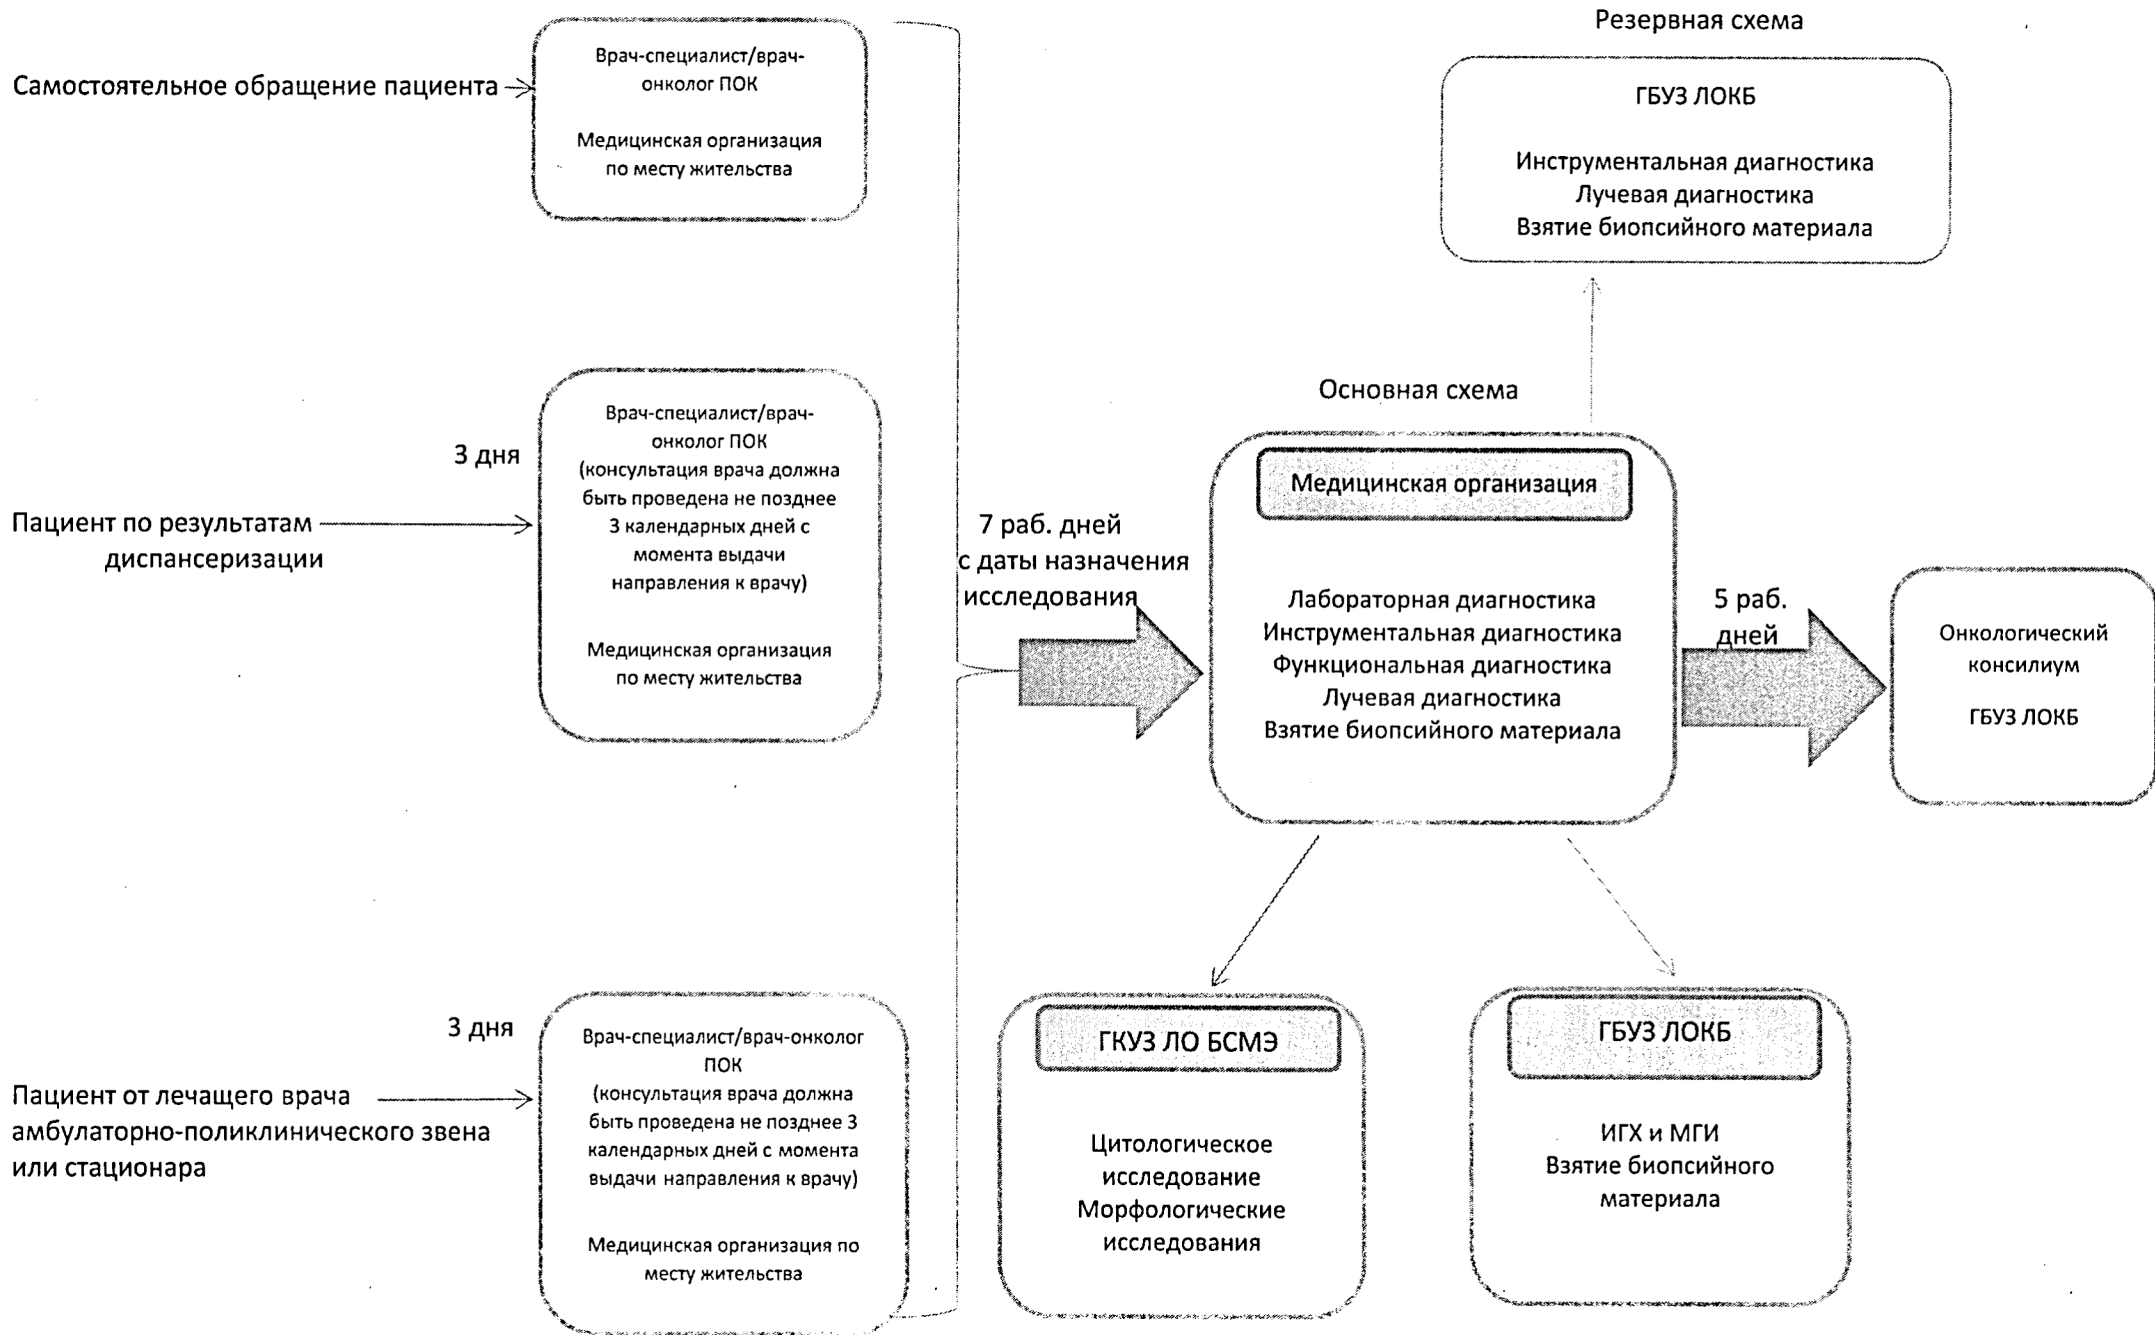 Резервная схема
Самостоятельное обращение пациента
Врач-специалист/врач-
онколог ПОК
Медицинская организация
по месту жительства
ГБУЗ ЛОКБ
Инструментальная диагностика
Лучевая диагностика
Взятие биопсийного материала
3 дня
Пациент по результатам
диспансеризации
Врач-специалист/врач-
онколог ПОК
(консультация врача должна
быть проведена не позднее
3 календарных дней с
момента выдачи
направления к врачу)
Медицинская организация
по месту жительства
7 раб. дней
с даты назначения
исследования
Основная схема
Медицинская организация
Лабораторная диагностика
Инструментальная диагностика
Функциональная диагностика
Лучевая диагностика
Взятие биопсийного материала
5 раб.
дней
Онкологический
консилиум
ГБУЗ ЛОКБ
3 дня
Пациент от лечащего врача
амбулаторно-поликлинического звена
или стационара
Врач-специалист/врач-онколог
ПОК
(консультация врача должна
быть проведена не позднее 3
календарных дней с момента
выдачи направления к врачу)
Медицинская организация по
месту жительства
ГКУЗ ЛО БСМЭ
Цитологическое
исследование
Морфологические
исследования
ГБУЗ ЛОКБ
ИГХ и МГИ
Взятие биопсийного
материала